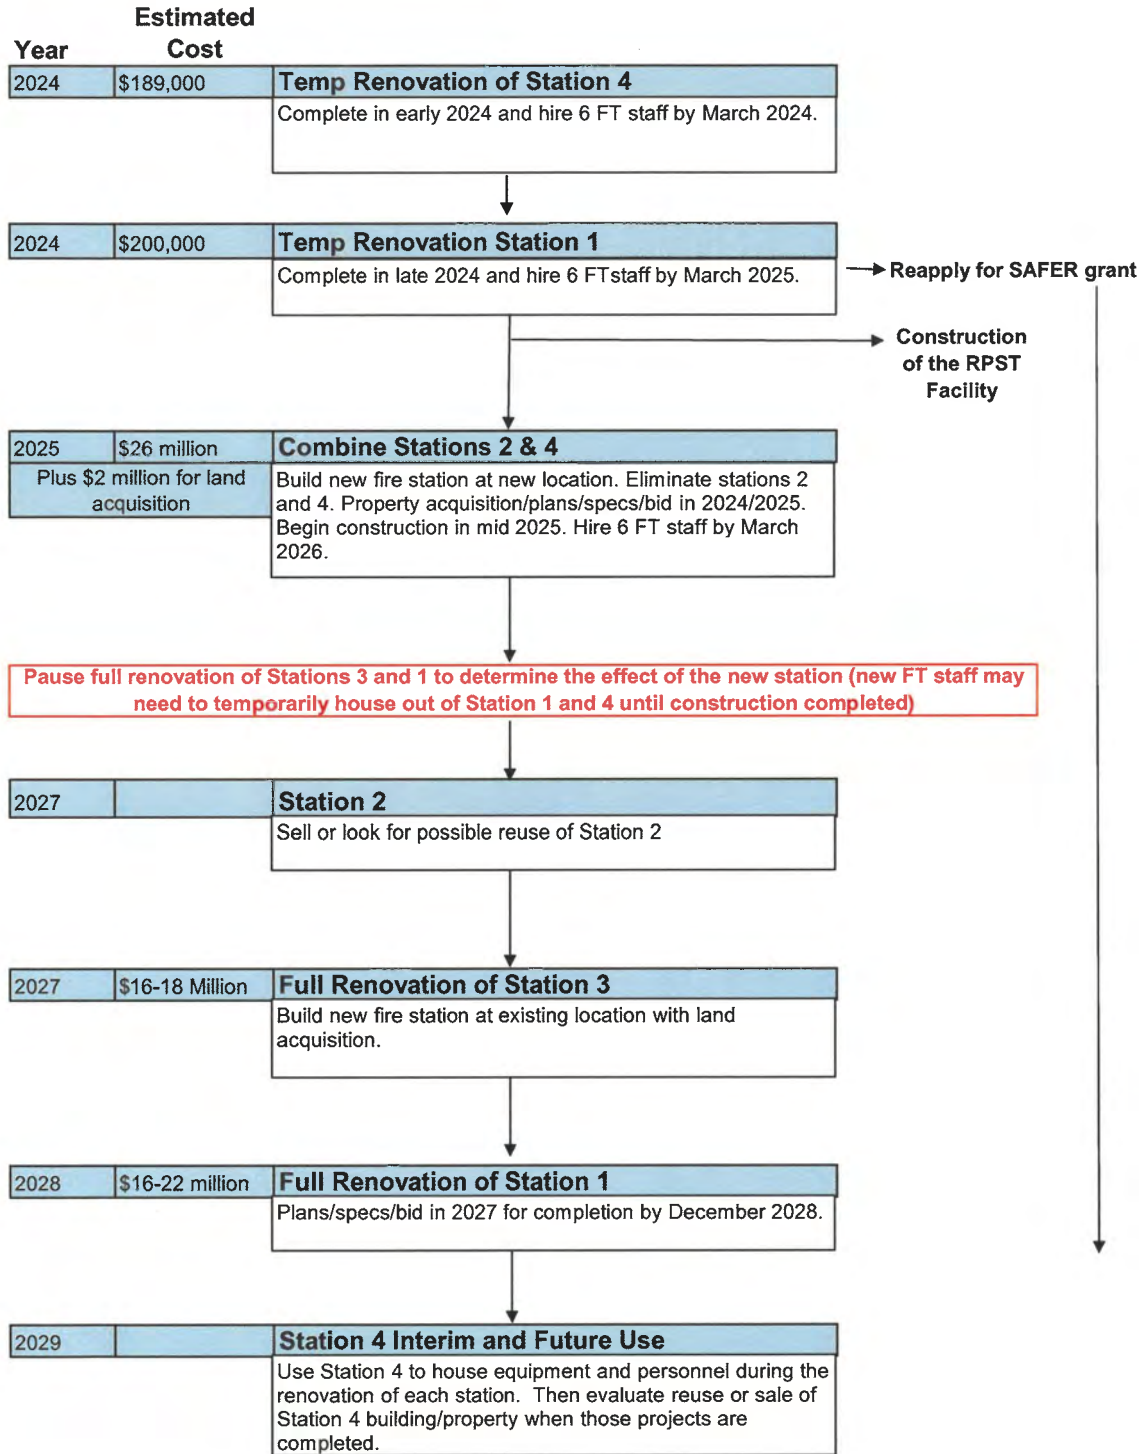 Estimated
Year Cost
2024 $189,000 Temp Renovation of Station 4
Complete in early 2024 and hire 6 FT staff by March 2024.
2024 $200,000 Temp Renovation Station 1
Complete in late 2024 and hire 6 FTstaff by March 2025.
Reapply for SAFER grant
Construction
of the RPST
Facility
2025 $26 million Combine Stations 2 & 4
Plus $2 million for land
acquisition
Build new fire station at new location. Eliminate stations 2
and 4. Property acquisition/plans/specs/bid in 2024/2025.
Begin construction in mid 2025. Hire 6 FT staff by March
2026.
Pause full renovation of Stations 3 and 1 to determine the effect of the new station (new FT staff may
need to temporarily house out of Station 1 and 4 until construction completed)
2027 Station 2
Sell or look for possible reuse of Station 2
2027 $16-18 Million Full Renovation of Station 3
Build new fire station at existing location with land
acquisition.
2028 $16-22 million Full Renovation of Station 1
Plans/specs/bid in 2027 for completion by December 2028.
2029 Station 4 Interim and Future Use
Use Station 4 to house equipment and personnel during the
renovation of each station. Then evaluate reuse or sale of
Station 4 building/property when those projects are
completed.